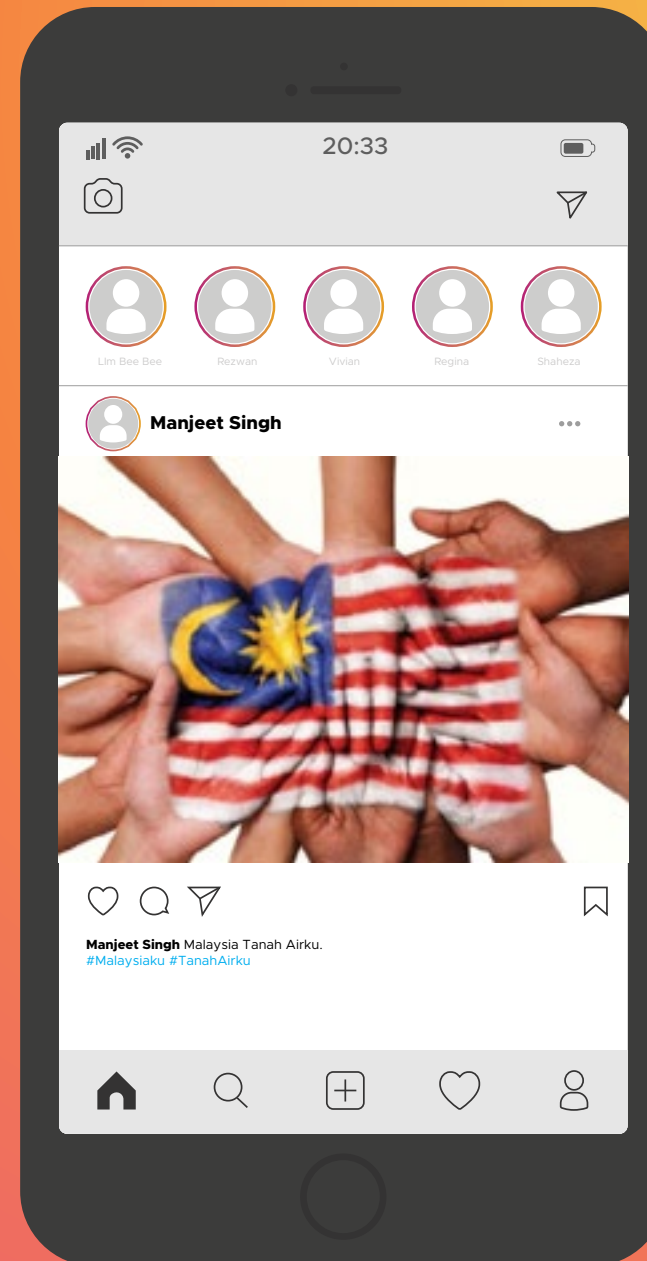 20:33
LIm Bee Bee
Rezwan
Vivian
Regina
Shaheza
Manjeet Singh
Manjeet Singh Malaysia Tanah Airku.
#Malaysiaku #TanahAirku